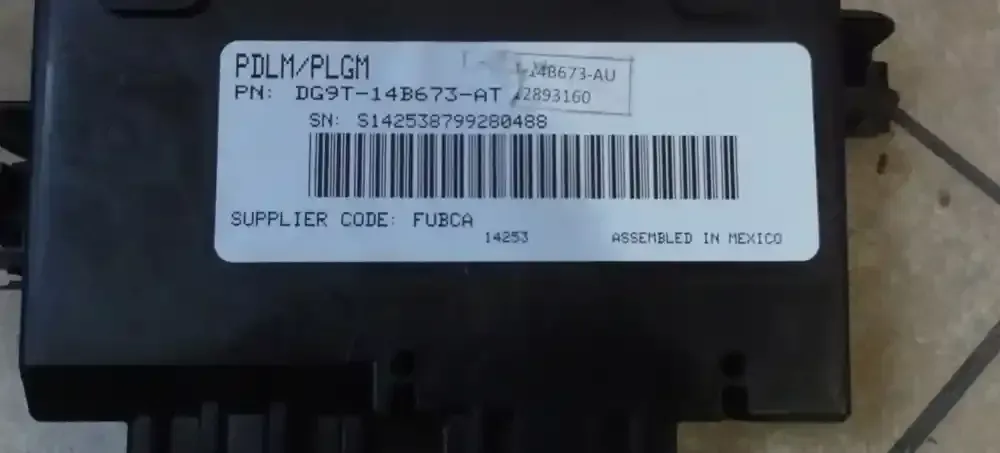 PDLM/PLGM
14B673-AU
PN: DG9T-14B673-AT
2893160
SN: S142538799280488
SUPPLIER CODE: FUBCA
14253 ASSEMBLED IN MEXICO